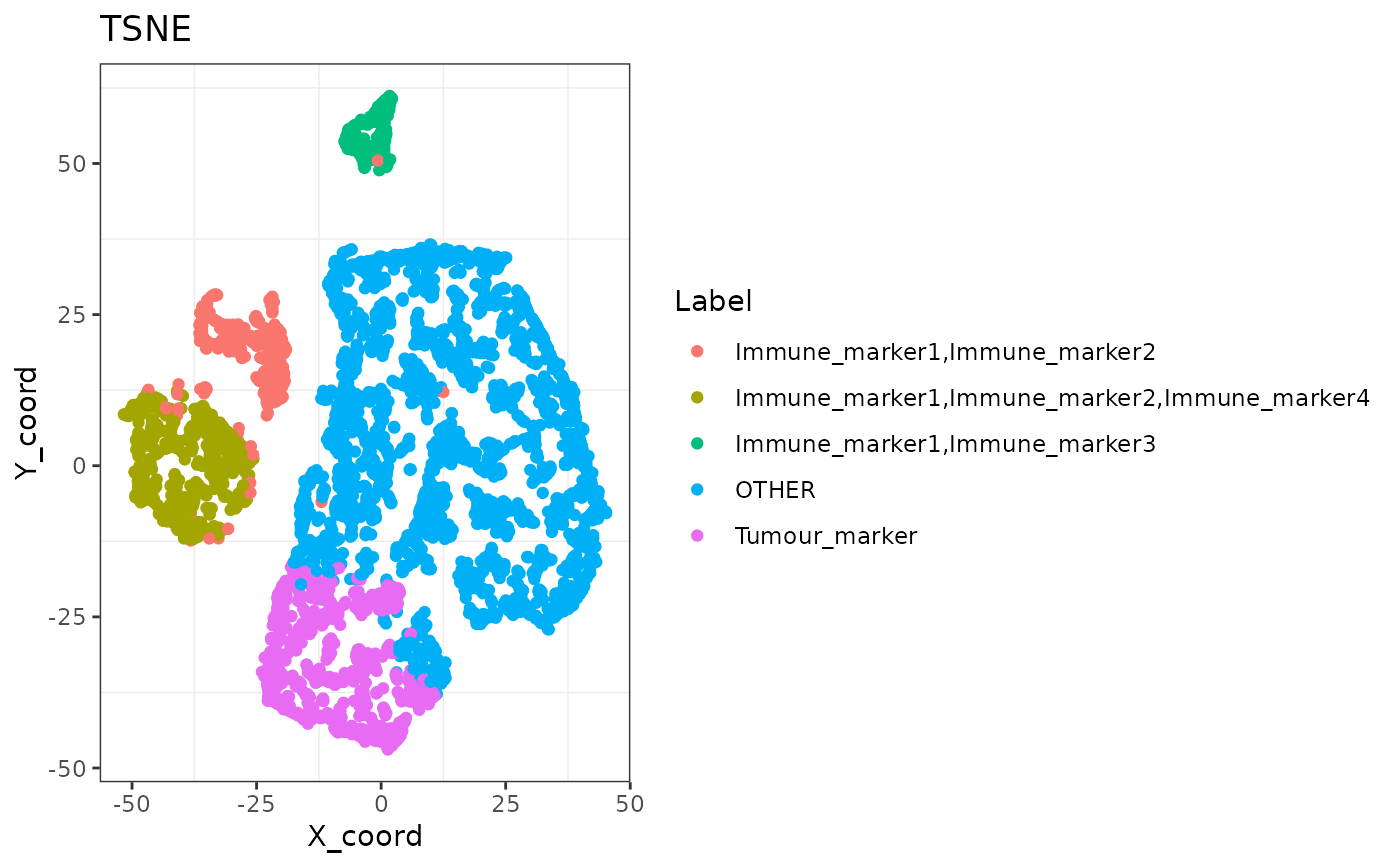 TSNE
Y_coord
50
25
0
-25
-50
-50
-25
0
25
50
X_coord
Label
Immune_marker1,Immune_marker2
Immune_marker1,Immune_marker2,Immune_marker4
Immune_marker1,Immune_marker3
OTHER
Tumour_marker